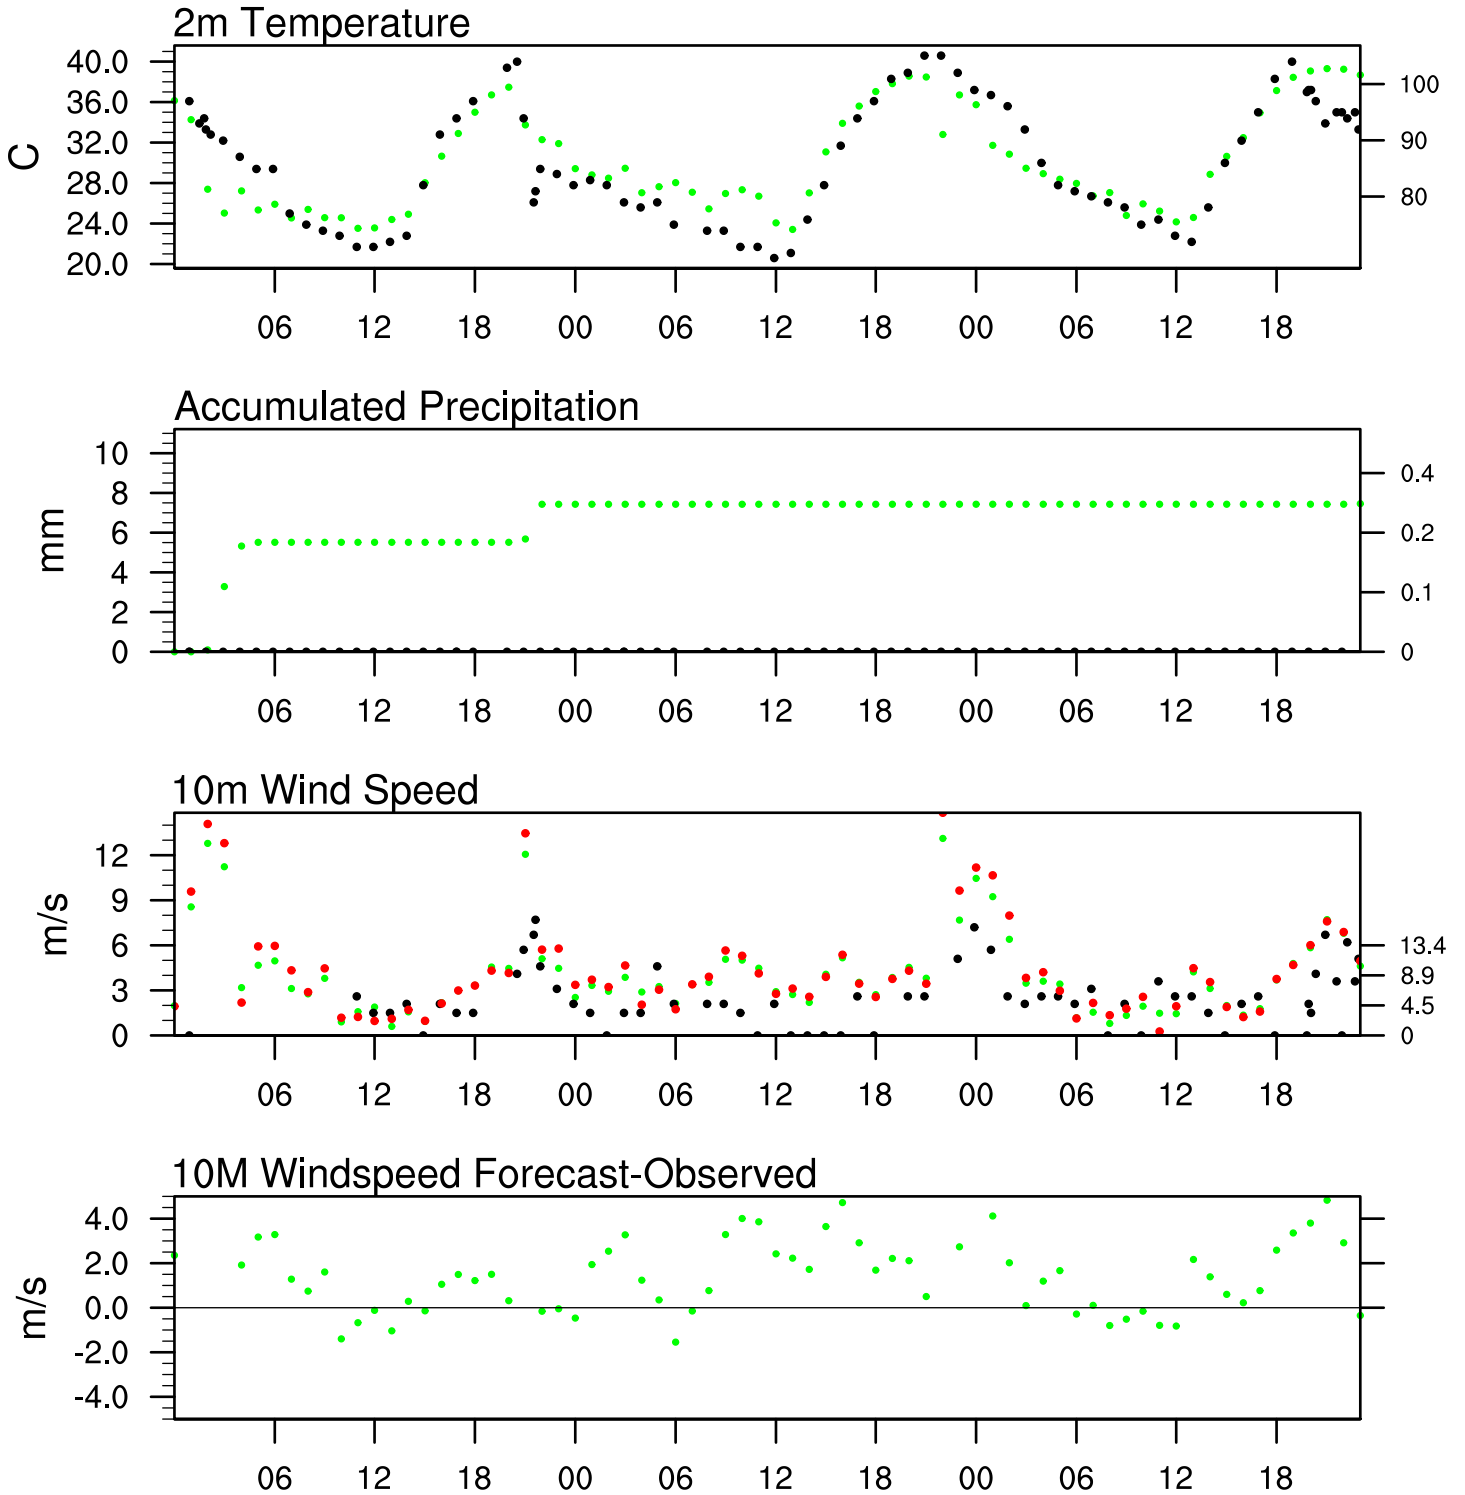 2m Temperature
40.0
36.0
32.0
28.0
24.0
20.0
C
100
90
80
06 12 18 00 06 12 18 00 06 12 18
Accumulated Precipitation
10
8
6
4
2
0
mm
0.4
0.2
0.1
0
06 12 18 00 06 12 18 00 06 12 18
10m Wind Speed
12
9
6
3
0
m/s
13.4
8.9
4.5
0
06 12 18 00 06 12 18 00 06 12 18
10M Windspeed Forecast-Observed
4.0
2.0
0.0
-2.0
-4.0
m/s
06 12 18 00 06 12 18 00 06 12 18